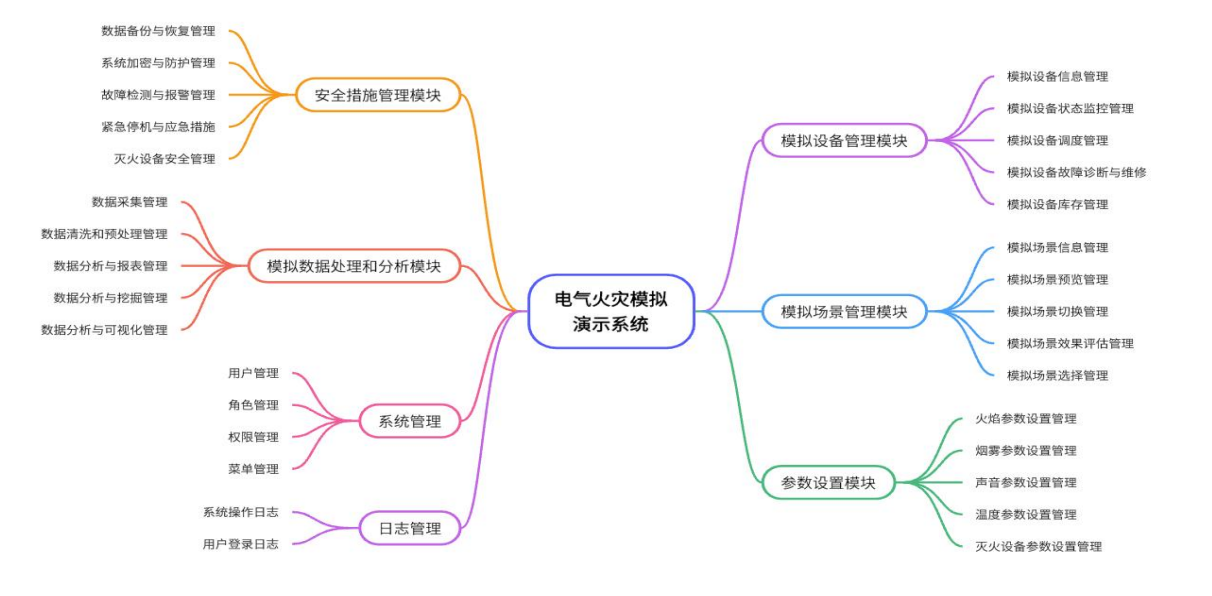 电气火灾模拟
演示系统
模拟设备管理模块
模拟设备信息管理
模拟设备状态监控管理
模拟设备调度管理
模拟设备故障诊断与维修
模拟设备库存管理
模拟场景管理模块
模拟场景信息管理
模拟场景预览管理
模拟场景切换管理
模拟场景效果评估管理
模拟场景选择管理
参数设置模块
火焰参数设置管理
烟雾参数设置管理
声音参数设置管理
温度参数设置管理
灭火设备参数设置管理
安全措施管理模块
数据备份与恢复管理
系统加密与防护管理
故障检测与报警管理
紧急停机与应急措施
灭火设备安全管理
模拟数据处理和分析模块
数据采集管理
数据清洗和预处理管理
数据分析与报表管理
数据分析与挖掘管理
数据分析与可视化管理
系统管理
用户管理
角色管理
权限管理
菜单管理
日志管理
系统操作日志
用户登录日志